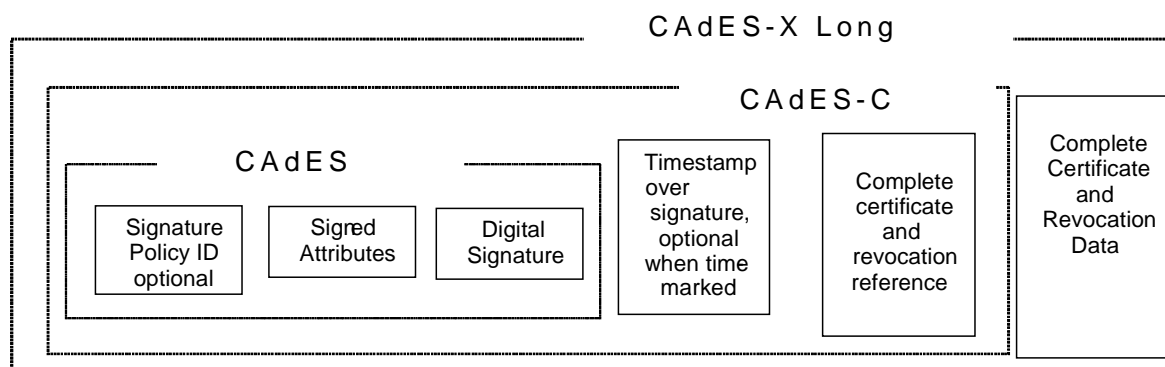 CAdES-X Long
CAdES-C
CAdES
Signature
Policy ID
optional
Signed
Attributes
Digital
Signature
Timestamp
over
signature,
optional
when time
marked
Complete
certificate
and
revocation
reference
Complete
Certificate
and
Revocation
Data